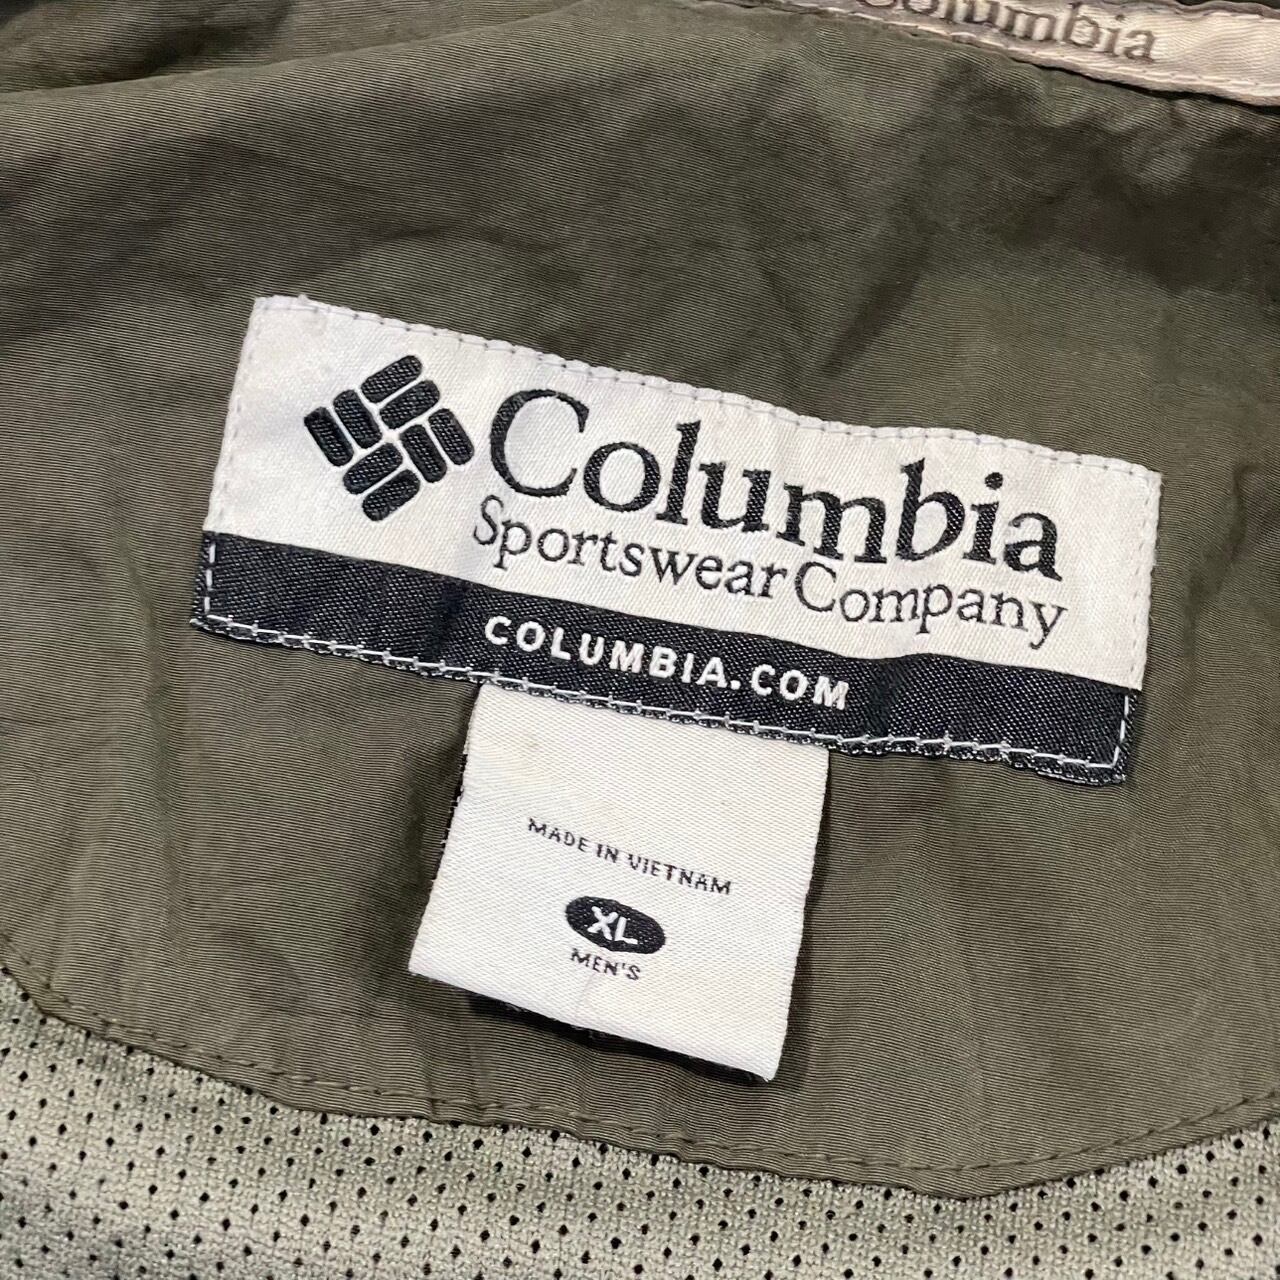 Columbia
Columbia
Sportswear Company
COLUMBIA.COM
MADE IN VIETNAM
XL
MEN'S